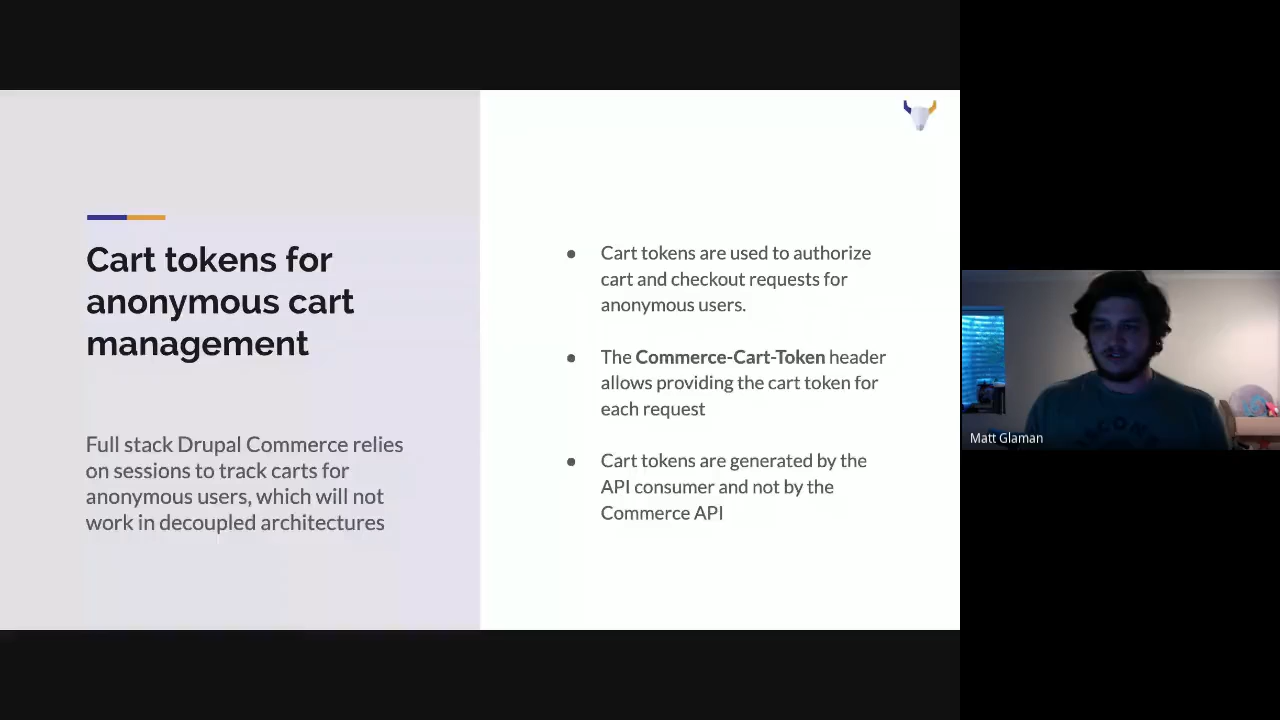 Cart tokens for
anonymous cart
management
Full stack Drupal Commerce relies
on sessions to track carts for
anonymous users, which will not
work in decoupled architectures
● Cart tokens are used to authorize
cart and checkout requests for
anonymous users.
● The Commerce-Cart-Token header
allows providing the cart token for
each request
● Cart tokens are generated by the
API consumer and not by the
Commerce API
Matt Glaman